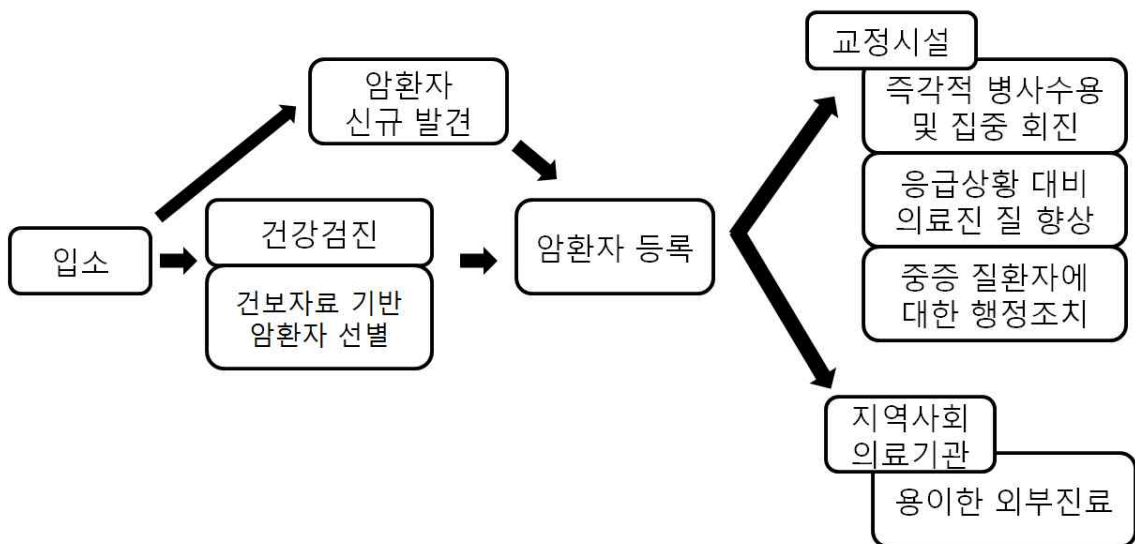 입소
암환자
신규 발견
건강검진
건보자료 기반
암환자 선별
암환자 등록
교정시설
즉각적 병사수용
및 집중 회진
응급상황 대비
의료진 질 향상
중증 질환자에
대한 행정조치
지역사회
의료기관
용이한 외부진료